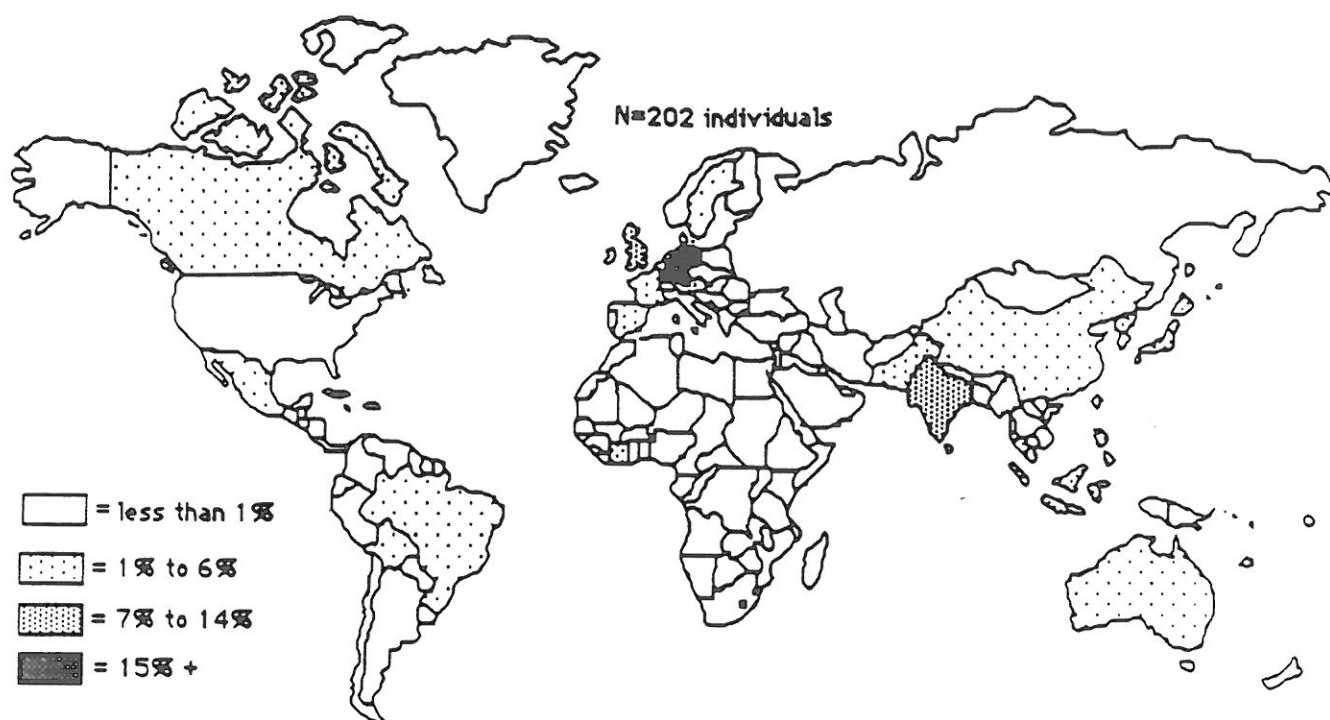 N=202 individuals
= less than 1%
= 1% to 6%
= 7% to 14%
= 15% +